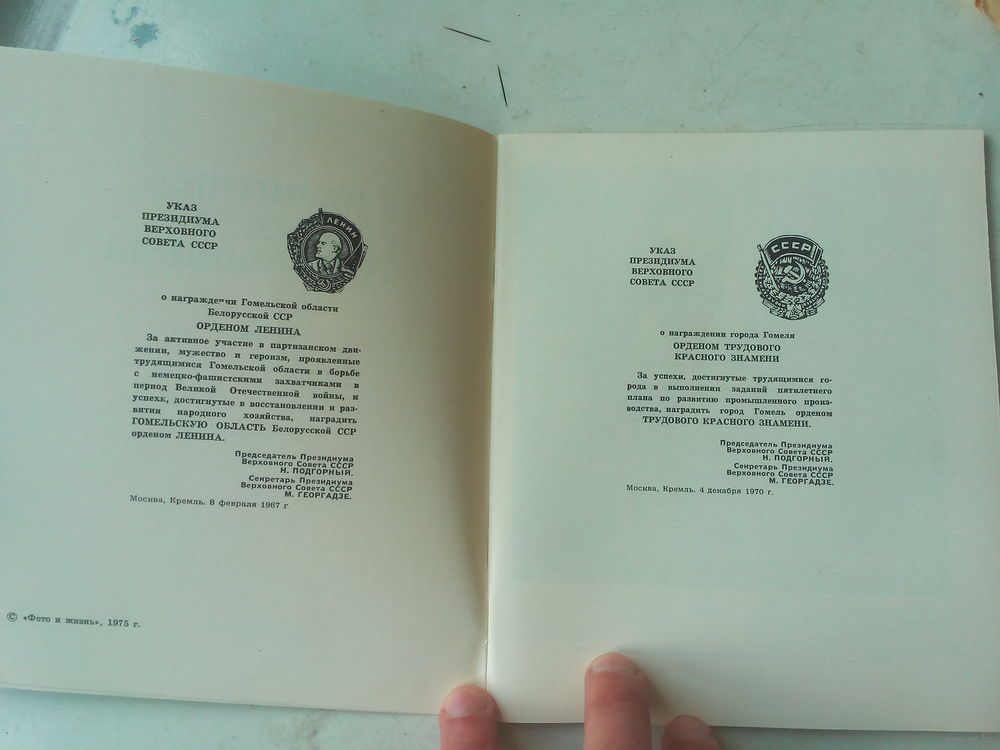 УКАЗ
ПРЕЗИДИУМА
ВЕРХОВНОГО
СОВЕТА СССР
ЛЕНИН
о награждении Гомельской области
Белорусской ССР
ОРДЕНОМ ЛЕНИНА
За активное участие в партизанском дви-
жении, мужество и героизм, проявленные
трудящимися Гомельской области в борьбе
с немецко-фашистскими захватчиками в
период Великой Отечественной войны, и
успехи, достигнутые в восстановлении и раз-
витии народного хозяйства, наградить
ГОМЕЛЬСКУЮ ОБЛАСТЬ Белорусской ССР
орденом ЛЕНИНА.
Председатель Президиума
Верховного Совета СССР
Н. ПОДГОРНЫЙ.
Секретарь Президиума
Верховного Совета СССР
М. ГЕОРГАДЗЕ.
Москва, Кремль. 8 февраля 1967 г
© «Фото и жизнь», 1975 г.
УКАЗ
ПРЕЗИДИУМА
ВЕРХОВНОГО
СОВЕТА СССР
СССР
о награждении города Гомеля
ОРДЕНОМ ТРУДОВОГО
КРАСНОГО ЗНАМЕНИ
За успехи, достигнутые трудящимися го-
рода в выполнении заданий пятилетнего
плана по развитию промышленного произ-
водства, наградить город Гомель орденом
ТРУДОВОГО КРАСНОГО ЗНАМЕНИ.
Председатель Президиума
Верховного Совета СССР
Н. ПОДГОРНЫЙ.
Секретарь Президиума
Верховного Совета СССР
М. ГЕОРГАДЗЕ.
Москва, Кремль. 4 декабря 1970 г.